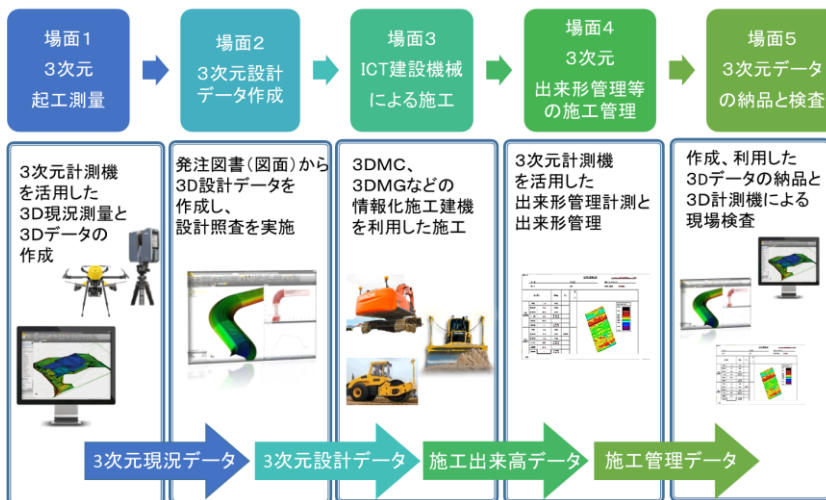 場面1
3次元
起工測量
場面2
3次元設計
データ作成
場面3
ICT建設機械
による施工
場面4
3次元
出来形管理等
の施工管理
場面5
3次元データ
の納品と検査
3次元計測機
を活用した
3D現況測量と
3Dデータの
作成
発注図書(図面)から
3D設計データを
作成し、
設計照査を実施
3DMC、
3DMGなどの
情報化施工建機
を利用した施工
3次元計測機
を活用した
出来形管理計測と
出来形管理
作成、利用した
3Dデータの納品と
3D計測機による
現場検査
3次元現況データ
3次元設計データ
施工出来高データ
施工管理データ